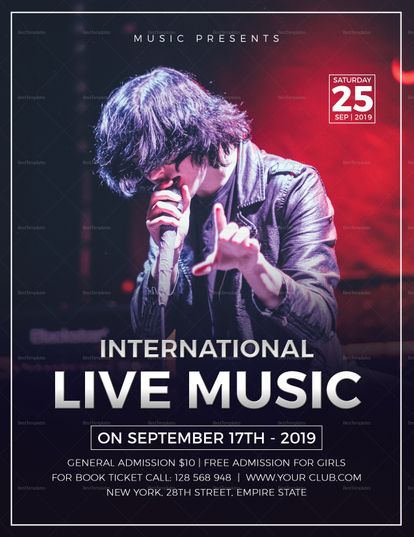 MUSIC PRESENTS
SATURDAY
25
SEP | 2019
INTERNATIONAL
LIVE MUSIC
ON SEPTEMBER 17TH - 2019
GENERAL ADMISSION $10 | FREE ADMISSION FOR GIRLS
FOR BOOK TICKET CALL: 128 568 948 | WWW.YOUR CLUB.COM
NEW YORK, 28TH STREET, EMPIRE STATE